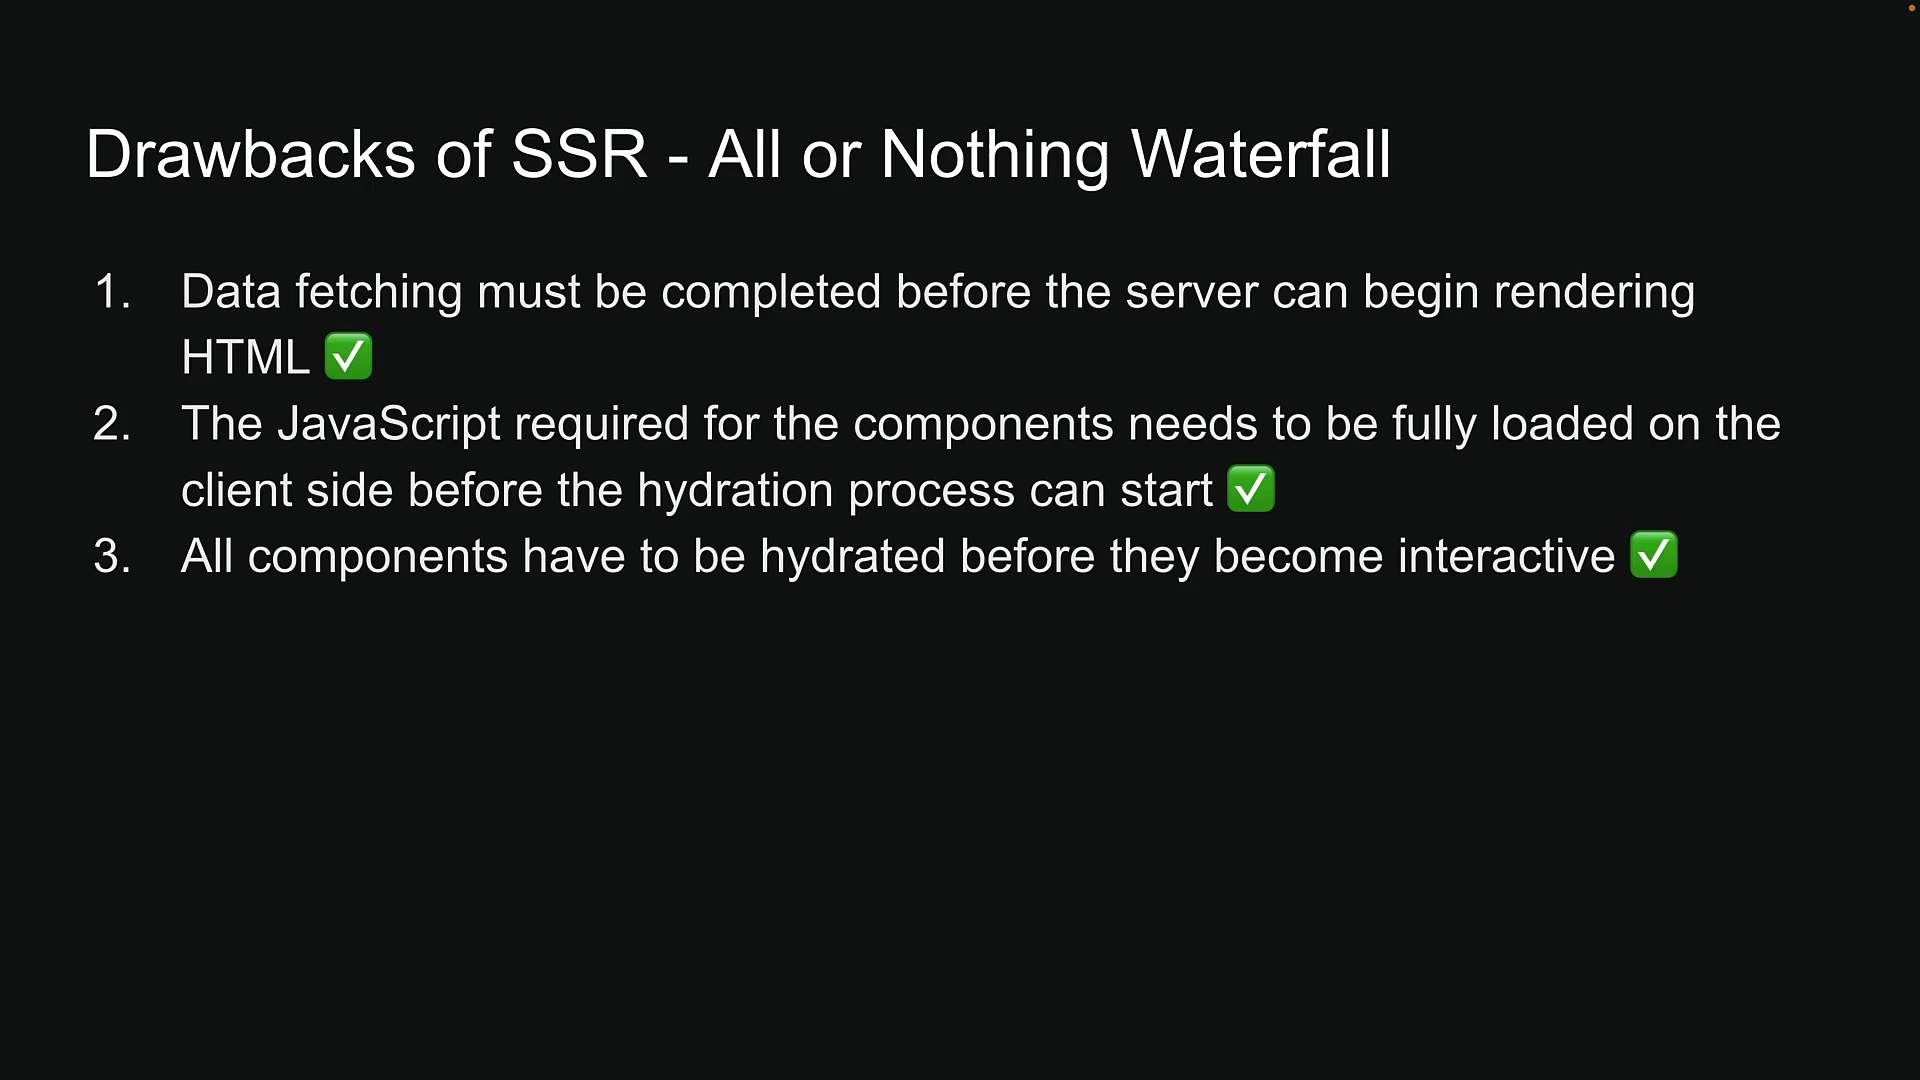 Drawbacks of SSR - All or Nothing Waterfall
1. Data fetching must be completed before the server can begin rendering
HTML ✅
2. The JavaScript required for the components needs to be fully loaded on the
client side before the hydration process can start ✅
3. All components have to be hydrated before they become interactive ✅